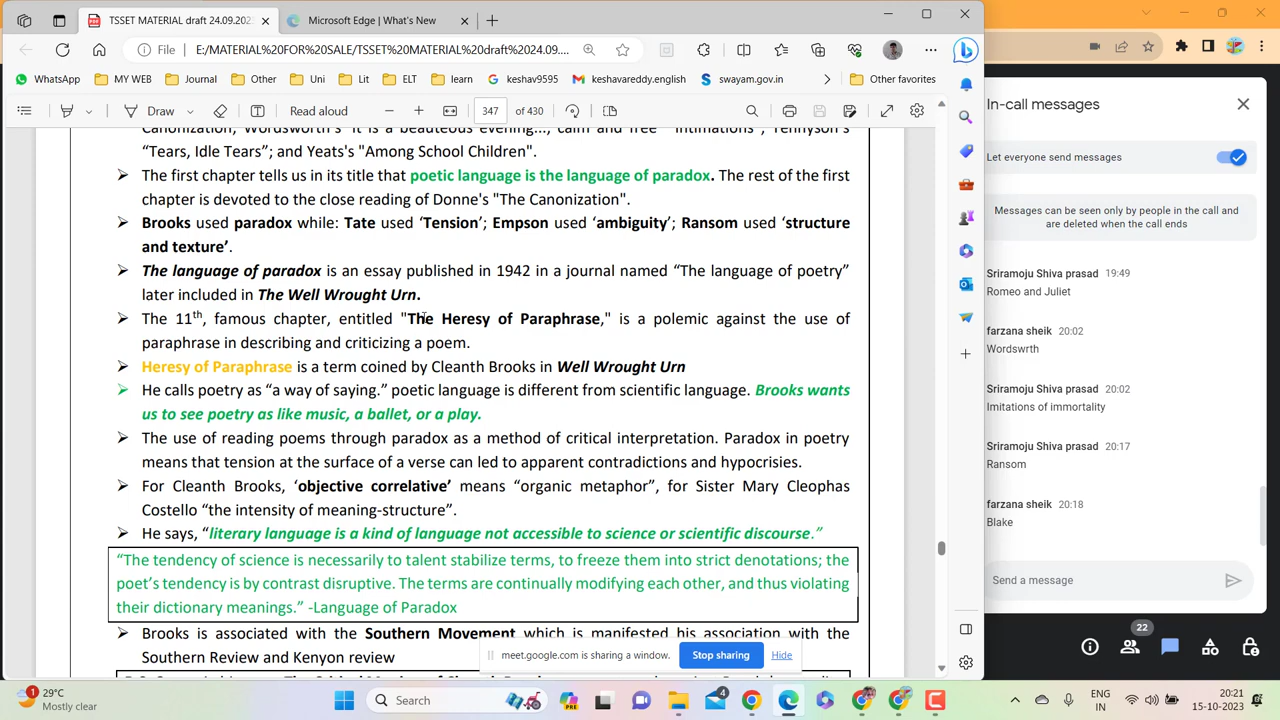 TSSET MATERIAL draft 24.09.202
Microsoft Edge | What's New
File
E:/MATERIAL%20FOR%20SALE/TSSET%20MATERIAL%20draft%2024.09....
WhatsApp
MY WEB
Journal
Other
Uni
Lit
ELT
learn
keshav9595
keshavareddy.english
swayam.gov.in
Other favorites
Draw
Read aloud
347
of 430
Canonization, Wordsworth's "It is a beauteous evening..., calm and free "Intimations"; Tennyson's
“Tears, Idle Tears”; and Yeats's "Among School Children".
The first chapter tells us in its title that poetic language is the language of paradox. The rest of the first
chapter is devoted to the close reading of Donne's "The Canonization".
Brooks used paradox while: Tate used ‘Tension’; Empson used ‘ambiguity’; Ransom used ‘structure
and texture’.
The language of paradox is an essay published in 1942 in a journal named “The language of poetry”
later included in The Well Wrought Urn.
The 11th, famous chapter, entitled "The Heresy of Paraphrase," is a polemic against the use of
paraphrase in describing and criticizing a poem.
Heresy of Paraphrase is a term coined by Cleanth Brooks in Well Wrought Urn
He calls poetry as “a way of saying.” poetic language is different from scientific language. Brooks wants
us to see poetry as like music, a ballet, or a play.
The use of reading poems through paradox as a method of critical interpretation. Paradox in poetry
means that tension at the surface of a verse can led to apparent contradictions and hypocrisies.
For Cleanth Brooks, ‘objective correlative’ means “organic metaphor”, for Sister Mary Cleophas
Costello “the intensity of meaning-structure”.
He says, “literary language is a kind of language not accessible to science or scientific discourse.”
“The tendency of science is necessarily to talent stabilize terms, to freeze them into strict denotations; the
poet’s tendency is by contrast disruptive. The terms are continually modifying each other, and thus violating
their dictionary meanings.” -Language of Paradox
Brooks is associated with the Southern Movement which is manifested his association with the
Southern Review and Kenyon review
meet.google.com is sharing a window.
Stop sharing
Hide
In-call messages
Let everyone send messages
Messages can be seen only by people in the call and
are deleted when the call ends
Sriramoju Shiva prasad 19:49
Romeo and Juliet
farzana sheik 20:02
Wordswrth
Sriramoju Shiva prasad 20:02
Imitations of immortality
Sriramoju Shiva prasad 20:17
Ransom
farzana sheik 20:18
Blake
Send a message
22
1
29°C
Mostly clear
Search
PRE
4
ENG
IN
20:21
15-10-2023